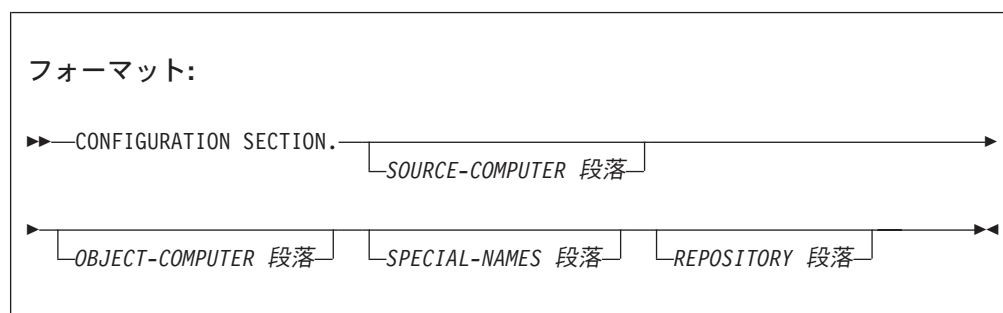 フォーマット:
CONFIGURATION SECTION.
SOURCE-COMPUTER 段落
OBJECT-COMPUTER 段落 SPECIAL-NAMES 段落 REPOSITORY 段落